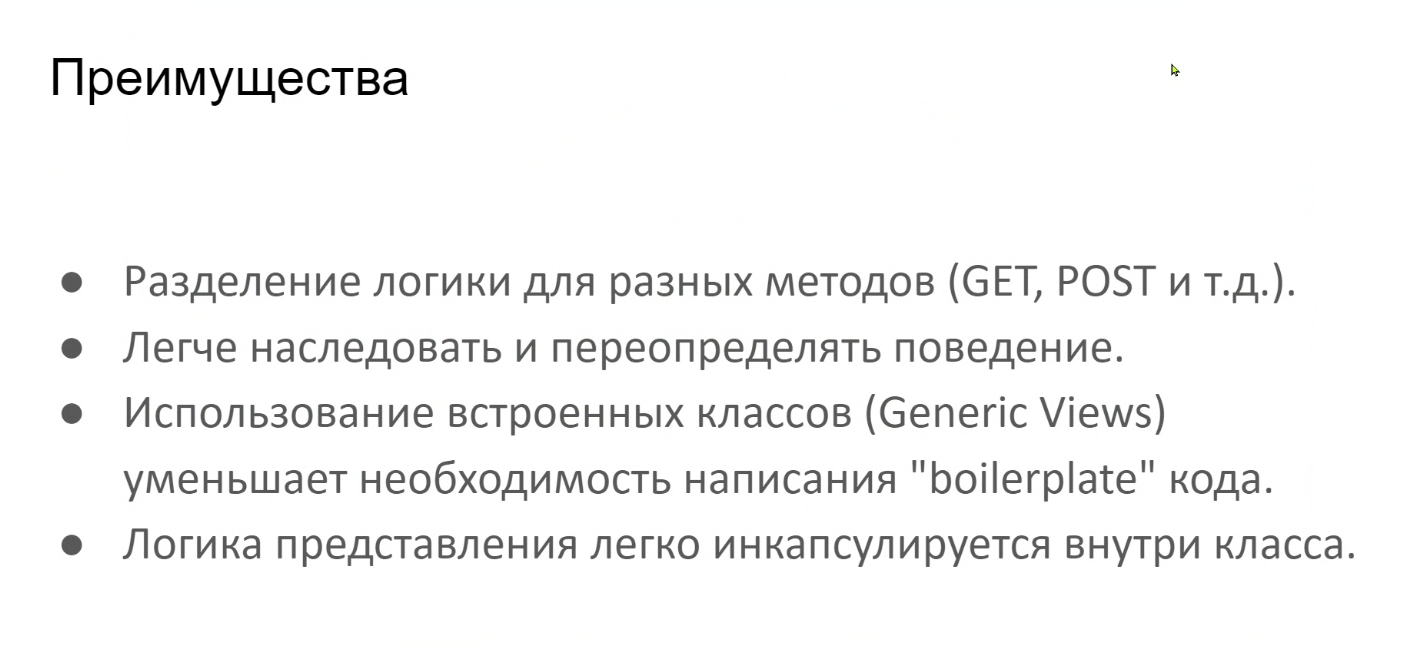 Преимущества
● Разделение логики для разных методов (GET, POST и т.д.).
● Легче наследовать и переопределять поведение.
● Использование встроенных классов (Generic Views)
уменьшает необходимость написания "boilerplate" кода.
● Логика представления легко инкапсулируется внутри класса.